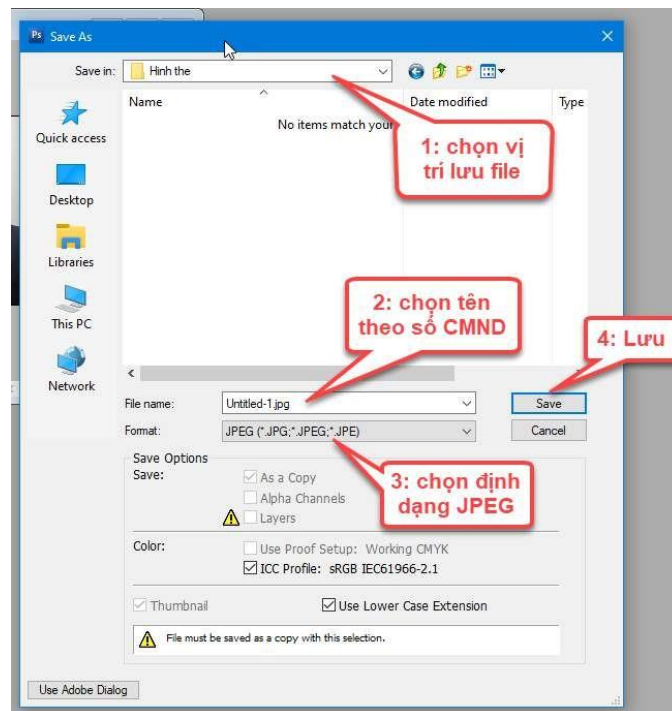 Ps Save As
Save in: Hinh the
Name Date modified Type
No items match your
1: chọn vị
trí lưu file
Quick access
Desktop
Libraries
This PC
Network
2: chọn tên
theo số CMND
4: Lưu
File name: Untitled-1.jpg Save
Format: JPEG (*.JPG;*.JPEG;*.JPE) Cancel
3: chọn định
dạng JPEG
Save Options
Save: As a Copy
Alpha Channels
Layers
Color: Use Proof Setup: Working CMYK
ICC Profile: sRGB IEC61966-2.1
Thumbnail Use Lower Case Extension
File must be saved as a copy with this selection.
Use Adobe Dialog